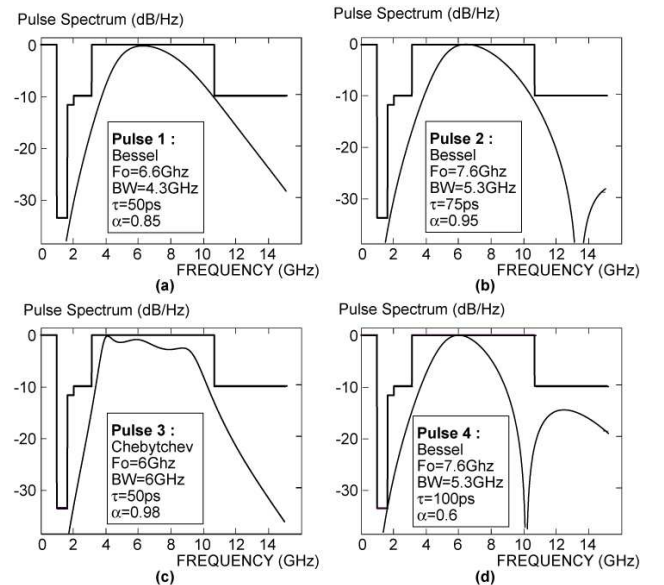 Pulse Spectrum (dB/Hz)
0
-10
-20
-30
Pulse 1 :
Bessel
Fo=6.6Ghz
BW=4.3GHz
τ=50ps
α=0.85
0 2 4 6 8 10 12 14
FREQUENCY (GHz)
(a)
Pulse Spectrum (dB/Hz)
0
-10
-20
-30
Pulse 2 :
Bessel
Fo=7.6Ghz
BW=5.3GHz
τ=75ps
α=0.95
0 2 4 6 8 10 12 14
FREQUENCY (GHz)
(b)
Pulse Spectrum (dB/Hz)
0
-10
-20
-30
Pulse 3 :
Chebytchev
Fo=6Ghz
BW=6GHz
τ=50ps
α=0.98
0 2 4 6 8 10 12 14
FREQUENCY (GHz)
(c)
Pulse Spectrum (dB/Hz)
0
-10
-20
-30
Pulse 4 :
Bessel
Fo=7.6Ghz
BW=5.3GHz
τ=100ps
α=0.6
0 2 4 6 8 10 12 14
FREQUENCY (GHz)
(d)